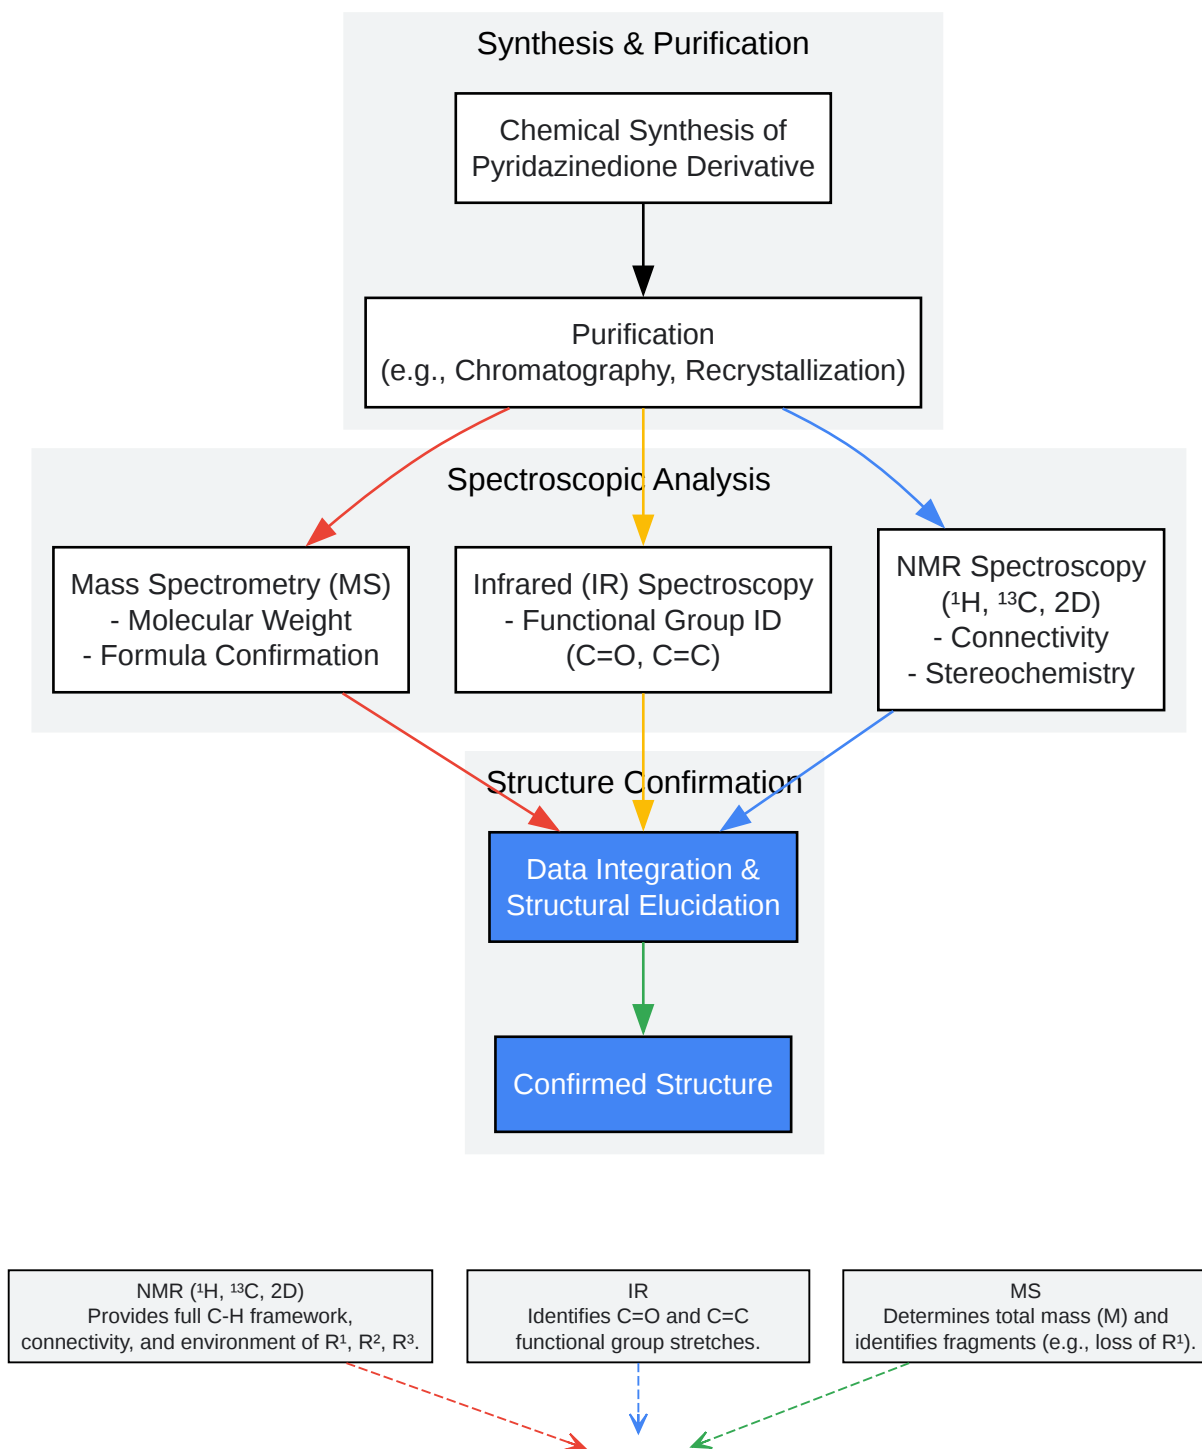 Synthesis & Purification
Chemical Synthesis of
Pyridazinedione Derivative
Purification
(e.g., Chromatography, Recrystallization)
Spectroscopic Analysis
Mass Spectrometry (MS)
- Molecular Weight
- Formula Confirmation
Infrared (IR) Spectroscopy
- Functional Group ID
(C=O, C=C)
NMR Spectroscopy
(¹H, ¹³C, 2D)
- Connectivity
- Stereochemistry
Structure Confirmation
Data Integration &
Structural Elucidation
Confirmed Structure
NMR (¹H, ¹³C, 2D)
Provides full C-H framework,
connectivity, and environment of R¹, R², R³.
IR
Identifies C=O and C=C
functional group stretches.
MS
Determines total mass (M) and
identifies fragments (e.g., loss of R¹).